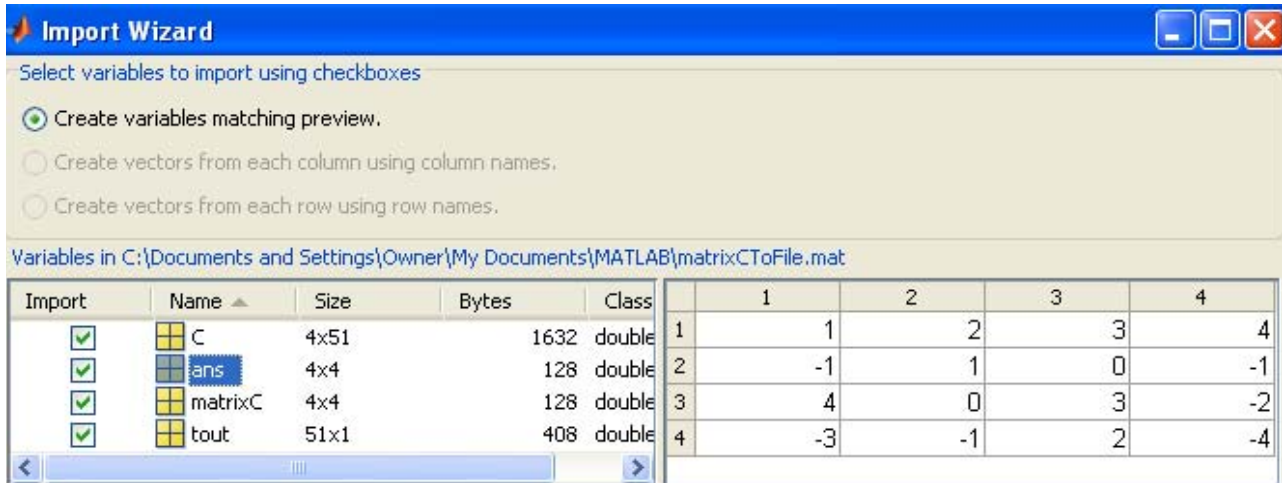 Import Wizard
Select variables to import using checkboxes
Create variables matching preview.
Create vectors from each column using column names.
Create vectors from each row using row names.
Variables in C:\Documents and Settings\Owner\My Documents\MATLAB\matrixCToFile.mat
Import Name Size Bytes Class
C 4x51 1632 double
ans 4x4 128 double
matrixC 4x4 128 double
tout 51x1 408 double
1 2 3 4
1 1 2 3 4
2 -1 1 0 -1
3 4 0 3 -2
4 -3 -1 2 -4